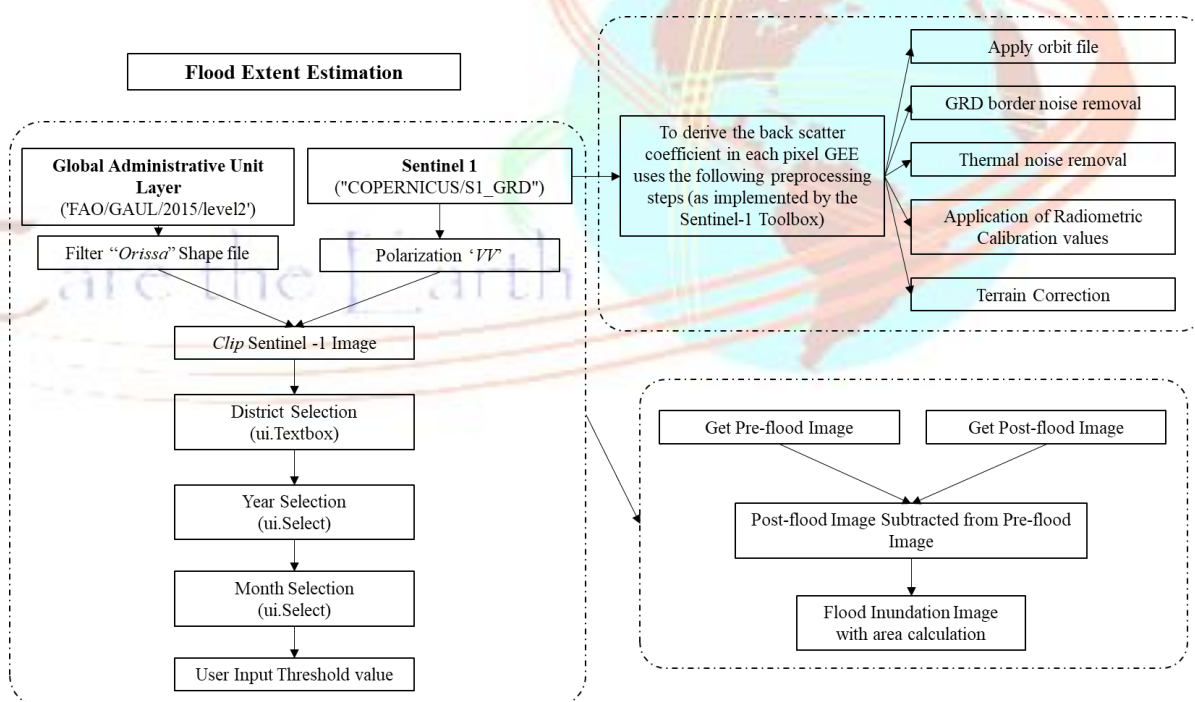 Flood Extent Estimation
Global Administrative Unit
Layer
('FAO/GAUL/2015/level2')
Sentinel 1
("COPERNICUS/S1_GRD")
Filter “Orissa” Shape file
Polarization ‘VV’
Clip Sentinel -1 Image
District Selection
(ui.Textbox)
Year Selection
(ui.Select)
Month Selection
(ui.Select)
User Input Threshold value
To derive the back scatter
coefficient in each pixel GEE
uses the following preprocessing
steps (as implemented by the
Sentinel-1 Toolbox)
Apply orbit file
GRD border noise removal
Thermal noise removal
Application of Radiometric
Calibration values
Terrain Correction
Get Pre-flood Image
Get Post-flood Image
Post-flood Image Subtracted from Pre-flood
Image
Flood Inundation Image
with area calculation
are the Earth